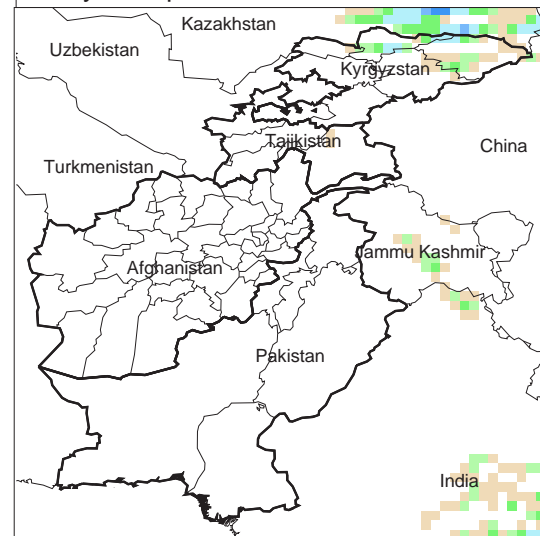 Kazakhstan
Uzbekistan
Kyrgyzstan
Tajikistan
China
Turkmenistan
Jammu Kashmir
Afghanistan
Pakistan
India